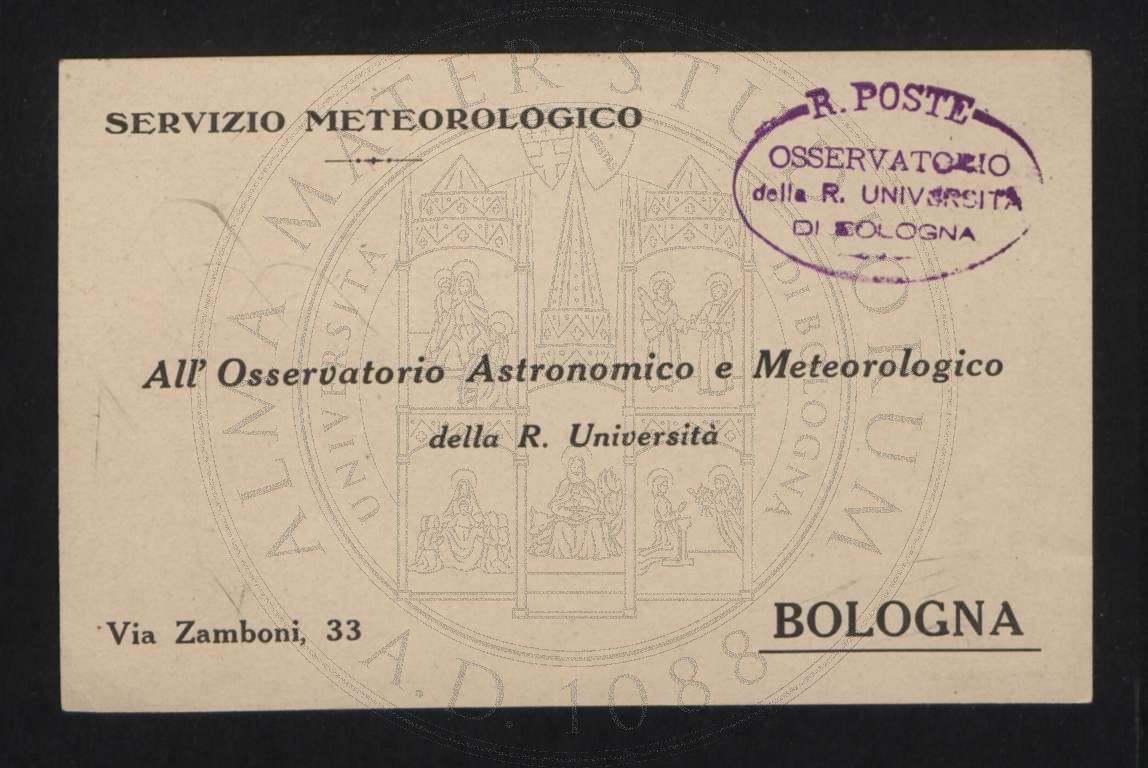 SERVIZIO METEOROLOGICO
R. POSTE
OSSERVATORIO
della R. UNIVERSITÀ
DI BOLOGNA
All' Osservatorio Astronomico e Meteorologico
della R. Università
Via Zamboni, 33
BOLOGNA
ALMA MATER STUDIORUM
UNIVERSITÀ DI BOLOGNA
A.D. 1088